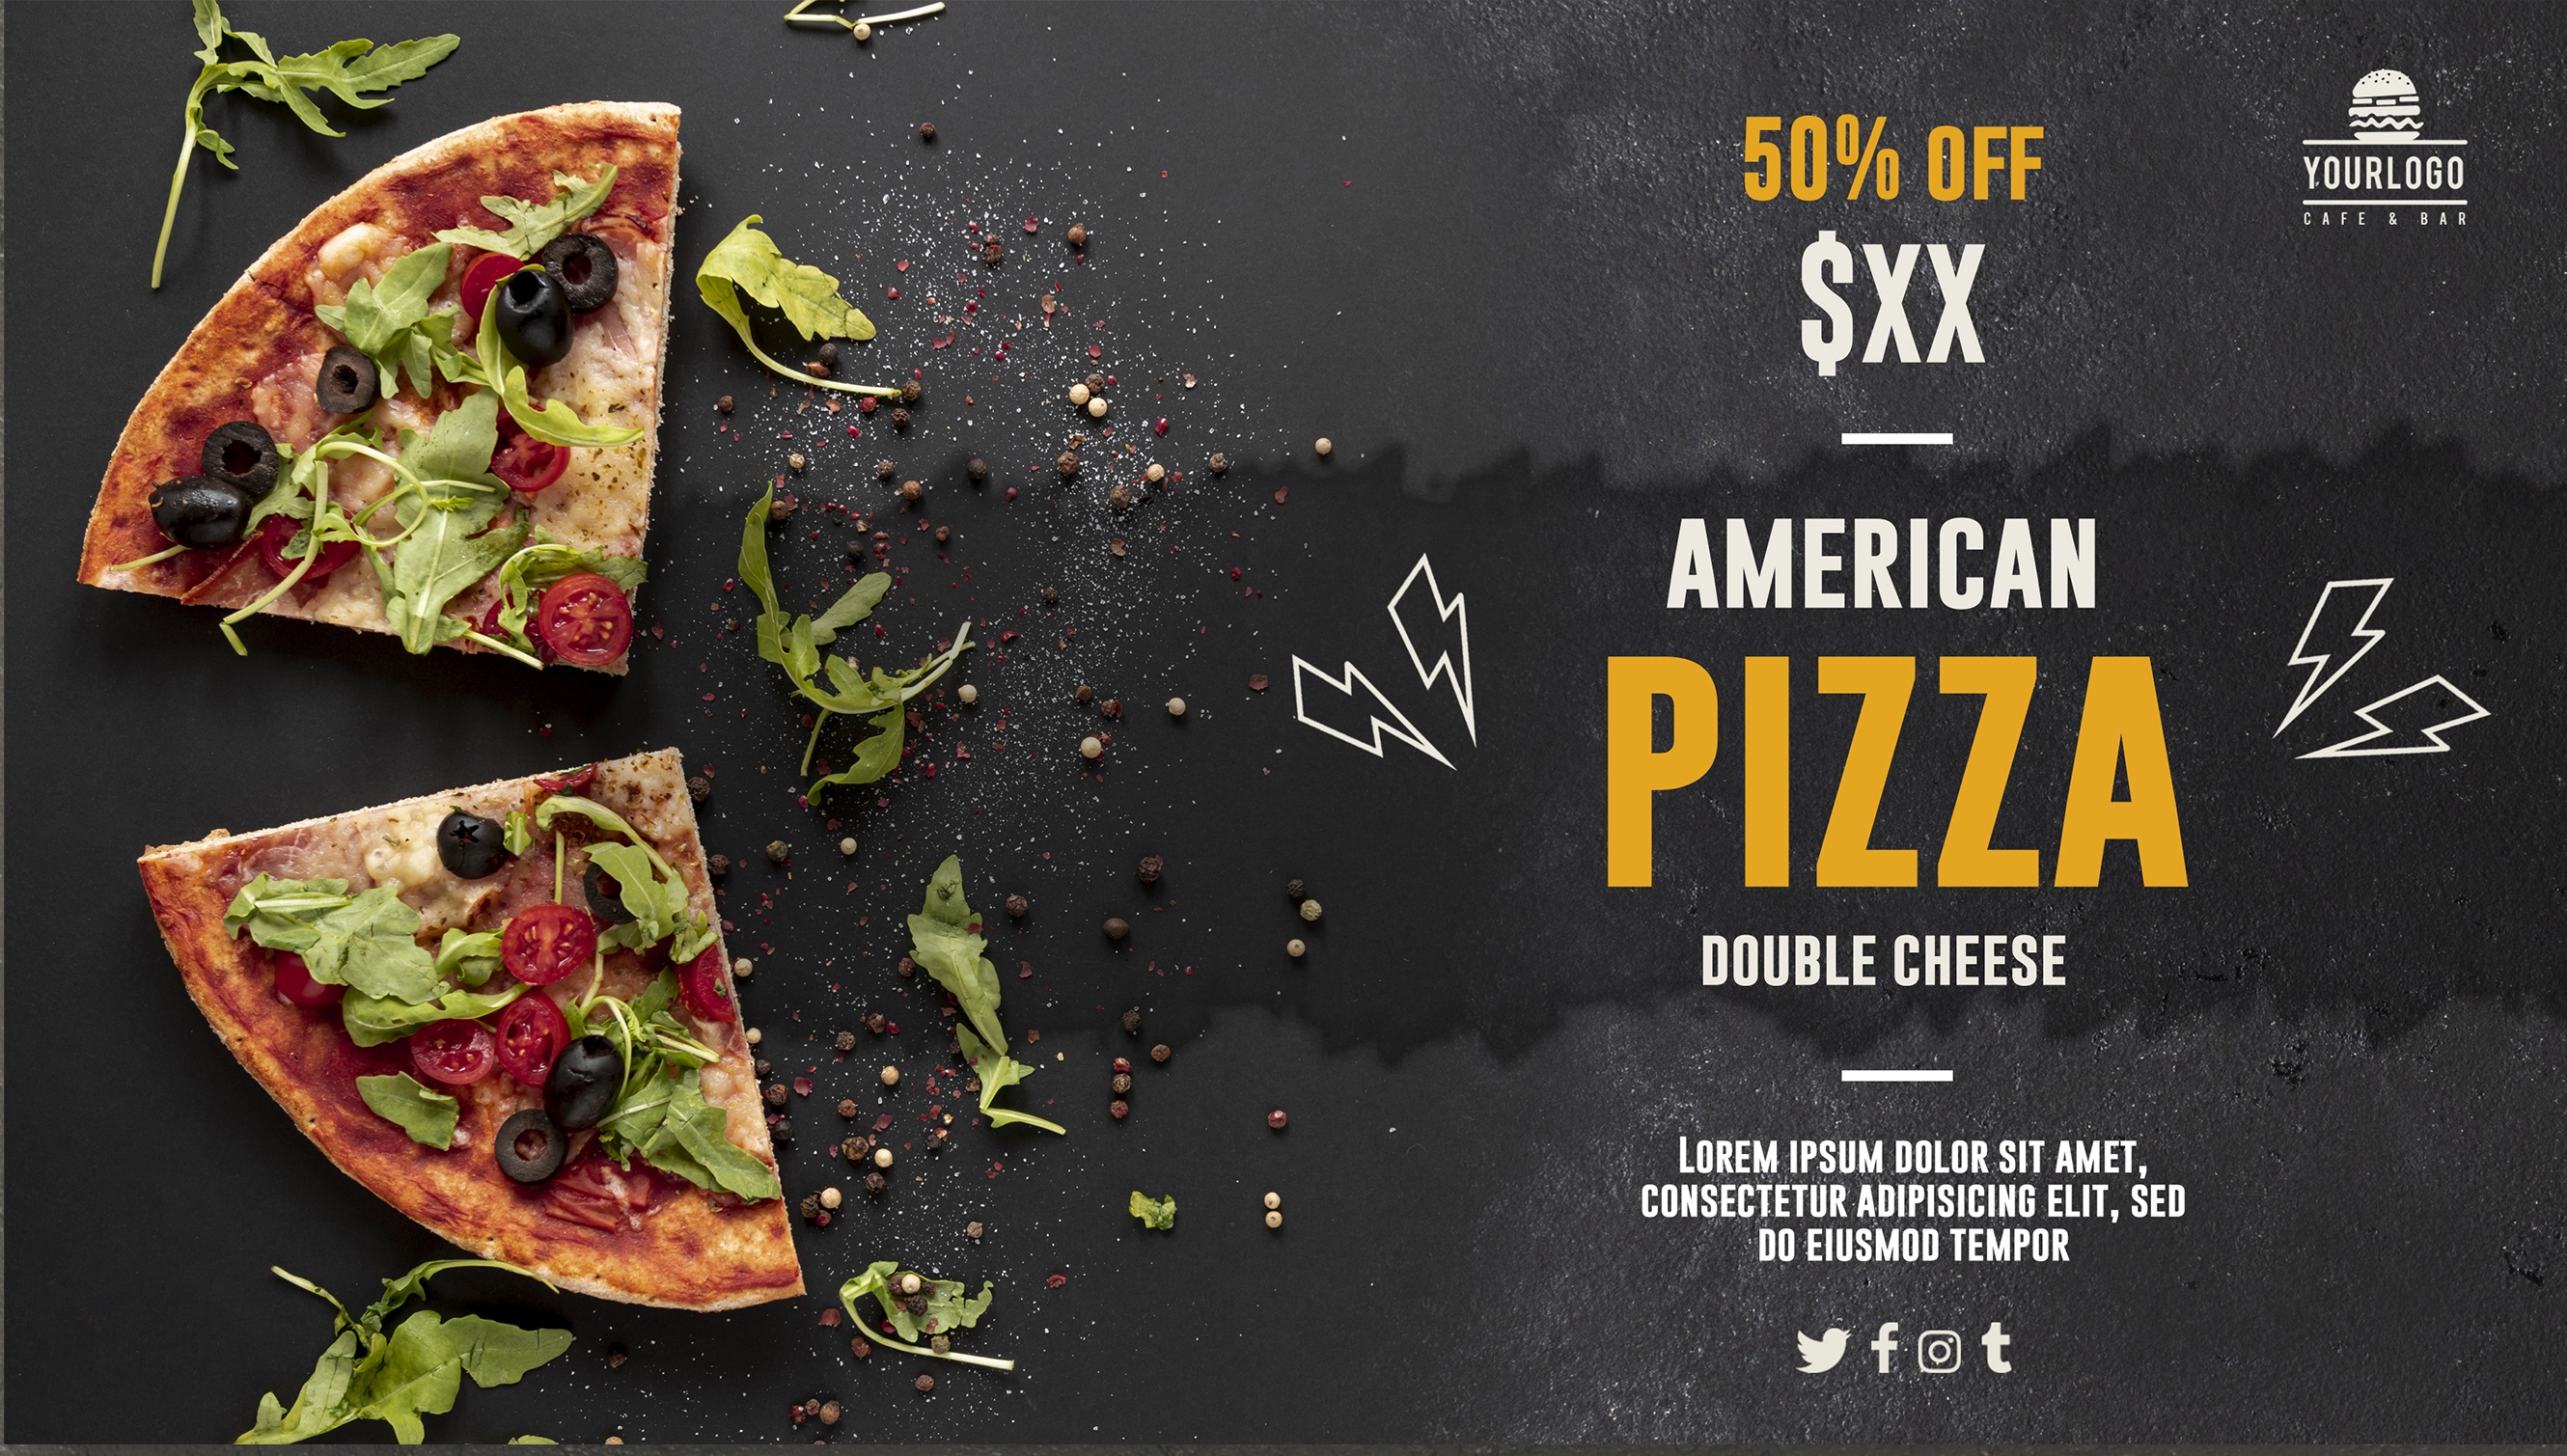 50% OFF
$XX
YOURLOGO
CAFE & BAR
AMERICAN
PIZZA
DOUBLE CHEESE
LOREM IPSUM DOLOR SIT AMET,
CONSECTETUR ADIPISICING ELIT, SED
DO EIUSMOD TEMPOR